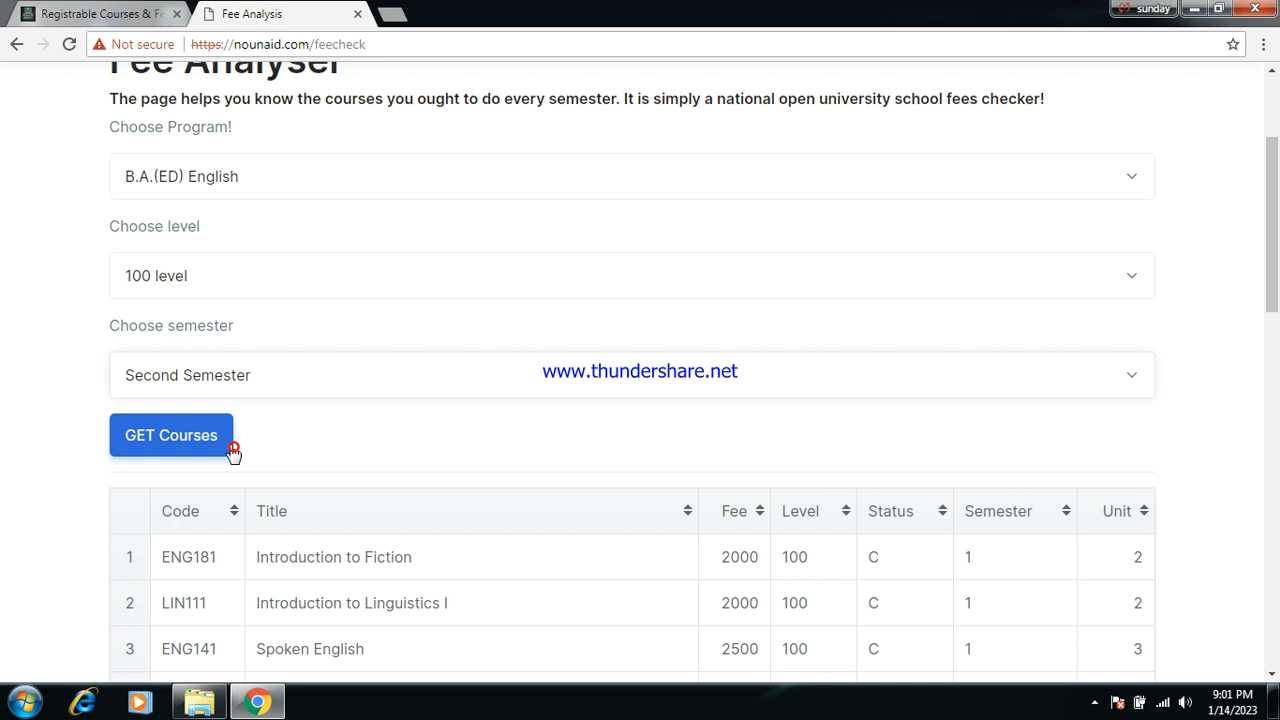 Registrable Courses & Fe
Fee Analysis
sunday
Not secure
https://nounaid.com/feecheck
Fee Analyser
The page helps you know the courses you ought to do every semester. It is simply a national open university school fees checker!
Choose Program!
B.A.(ED) English
Choose level
100 level
Choose semester
Second Semester
www.thundershare.net
GET Courses
Code Title Fee Level Status Semester Unit
1 ENG181 Introduction to Fiction 2000 100 C 1 2
2 LIN111 Introduction to Linguistics I 2000 100 C 1 2
3 ENG141 Spoken English 2500 100 C 1 3
9:01 PM
1/14/2023